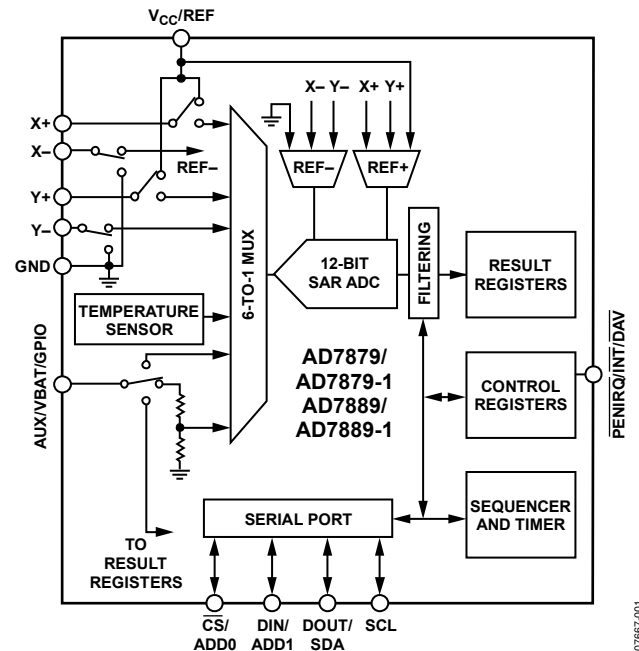 VCC/REF
X– Y– X+ Y+
X+
X–
REF–
Y+
Y–
GND
REF– REF+
6-TO-1 MUX
12-BIT
SAR ADC
FILTERING
RESULT
REGISTERS
TEMPERATURE
SENSOR
AUX/VBAT/GPIO
AD7879/
AD7879-1
AD7889/
AD7889-1
CONTROL
REGISTERS
PENIRQ/INT/DAV
SEQUENCER
AND TIMER
SERIAL PORT
TO
RESULT
REGISTERS
CS/
ADD0
DIN/
ADD1
DOUT/
SDA
SCL
07667-001